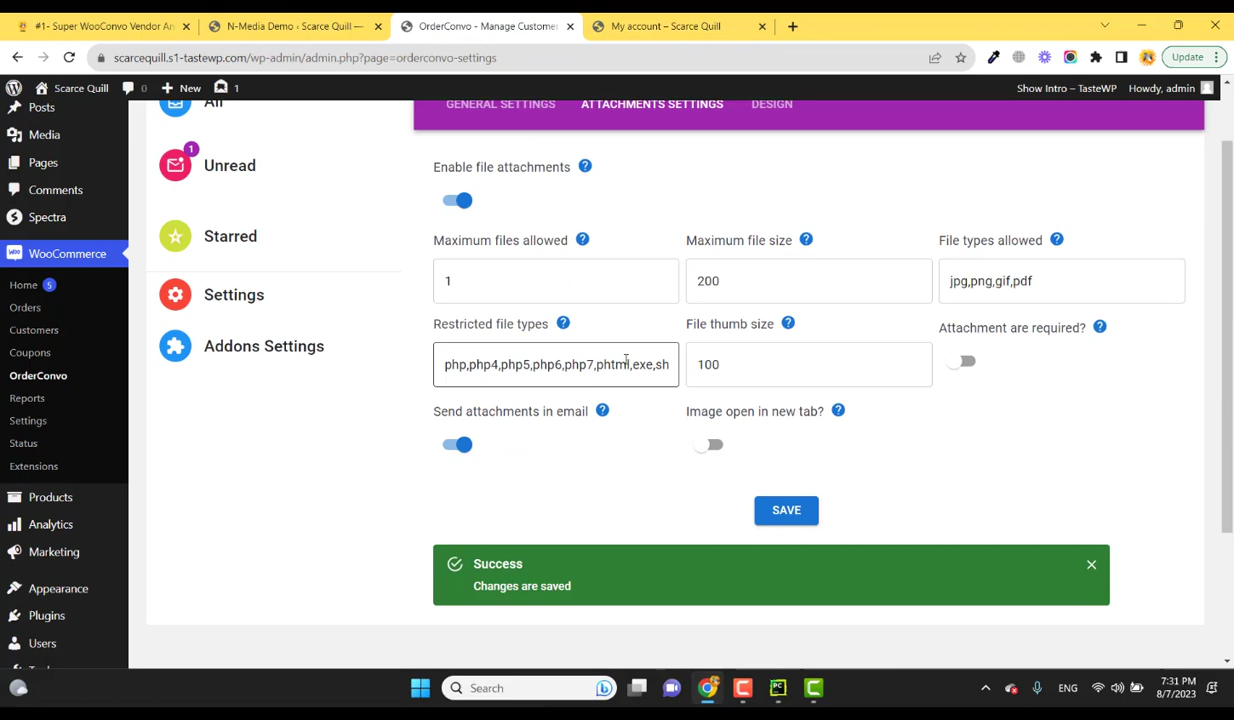 #1- Super WooConvo Vendor An
N-Media Demo ‹ Scarce Quill —
OrderConvo - Manage Customer
My account – Scarce Quill
scarcequill.s1-tastewp.com/wp-admin/admin.php?page=orderconvo-settings
Update
Scarce Quill
0
New
1
Show Intro – TasteWP
Howdy, admin
Posts
Media
Pages
Comments
Spectra
WooCommerce
Home 5
Orders
Customers
Coupons
OrderConvo
Reports
Settings
Status
Extensions
Products
Analytics
Marketing
Appearance
Plugins
Users
All
1
Unread
Starred
Settings
Addons Settings
GENERAL SETTINGS
ATTACHMENTS SETTINGS
DESIGN
Enable file attachments
Maximum files allowed
Maximum file size
File types allowed
1
200
jpg,png,gif,pdf
Restricted file types
File thumb size
Attachment are required?
php,php4,php5,php6,php7,phtml,exe,sh
100
Send attachments in email
Image open in new tab?
SAVE
Success
Changes are saved
Search
PC
ENG
7:31 PM
8/7/2023